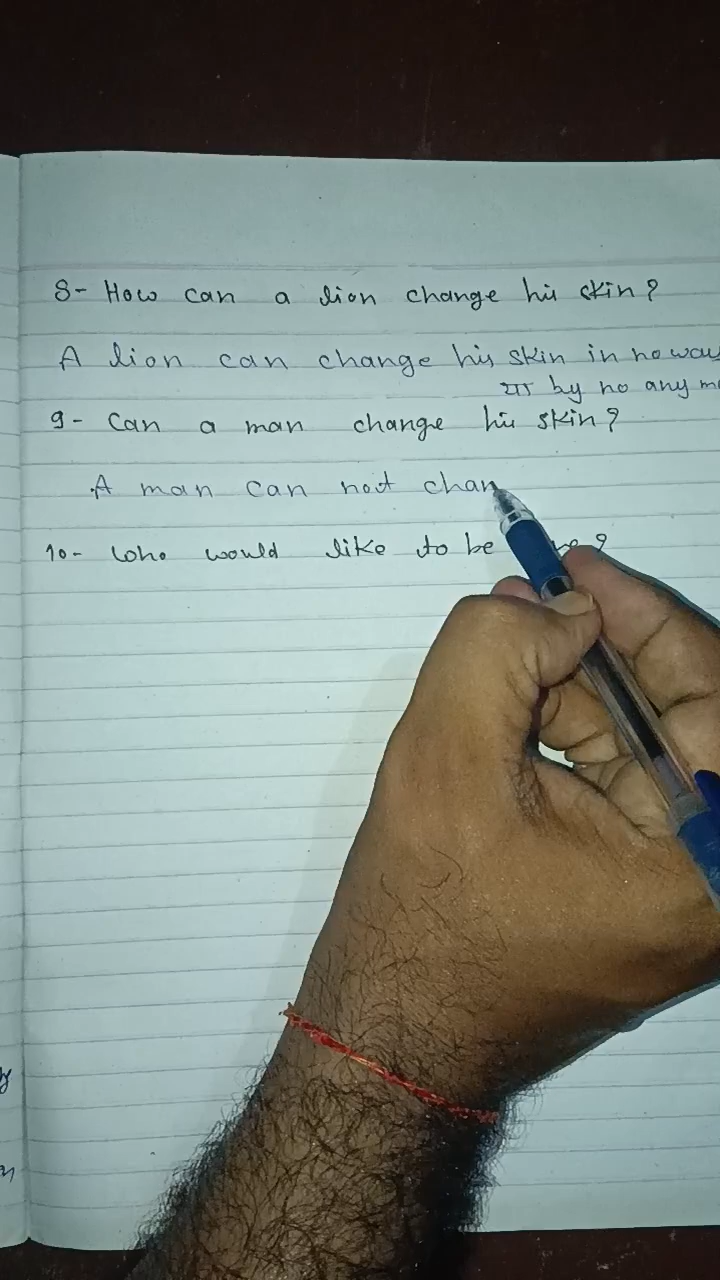 8- How can a lion change his skin?
A lion can change his skin in no way
या by no any
9- Can a man change his skin?
A man can not chan
10- Who would like to be ?